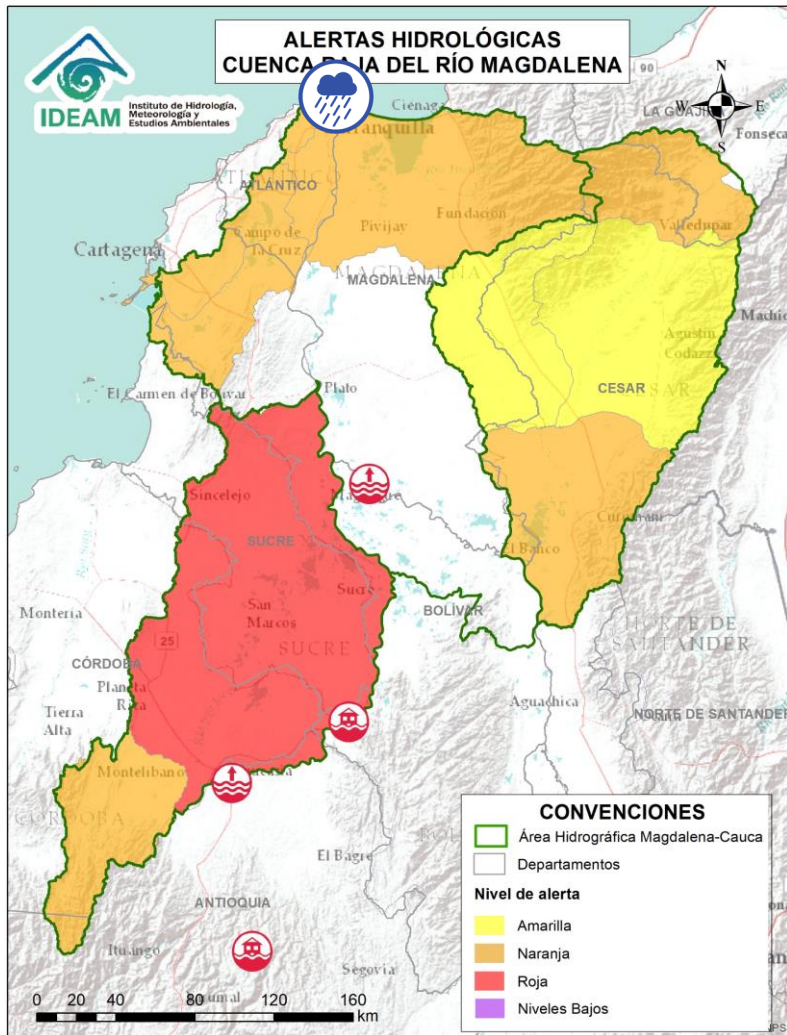 ALERTAS HIDROLÓGICAS
CUENCA BAJA DEL RÍO MAGDALENA
IDEAM
Instituto de Hidrología,
Meteorología y
Estudios Ambientales
90
N
W
E
S
Ciénaga
LA GUAJIRA
Fonseca
ATLÁNTICO
Pivijay
Fundación
Valledupar
Campo de
la Cruz
Cartagena
MAGDALENA
MAGDALENA
Agustín
Codazzi
CESAR
El Carmen de Bolívar
Plato
Sincelejo
SUCRE
Sucre
El Banco
San
Marcos
SUCRE
BOLÍVAR
Montería
25
CÓRDOBA
Planeta
Rica
NORTE DE
SANTANDER
Aguachica
NORTE DE SANTANDER
Tierra
Alta
Montelíbano
CÓRDOBA
El Bagre
ANTIOQUIA
Ituango
Segovia
0 20 40 80 120 160
km
CONVENCIONES
Área Hidrográfica Magdalena-Cauca
Departamentos
Nivel de alerta
Amarilla
Naranja
Roja
Niveles Bajos